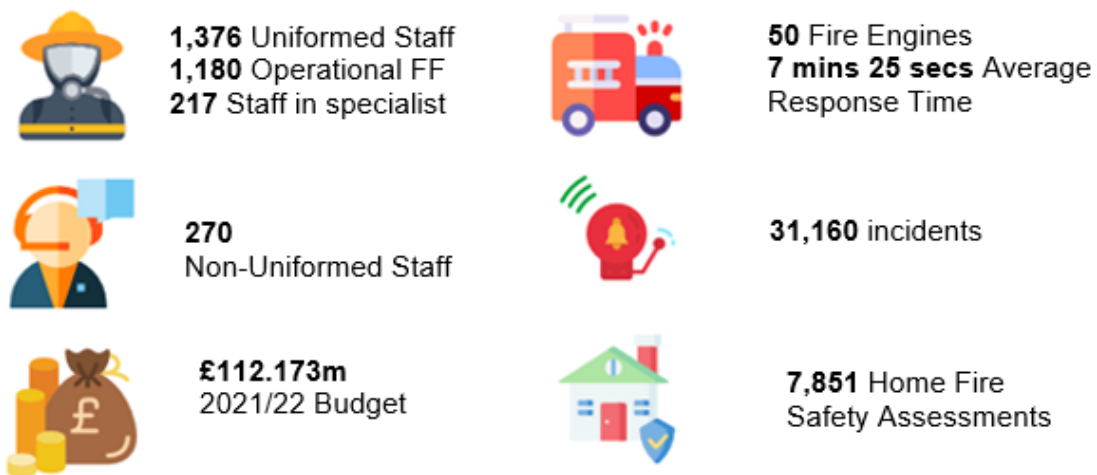 1,376 Uniformed Staff
1,180 Operational FF
217 Staff in specialist
50 Fire Engines
7 mins 25 secs Average
Response Time
270
Non-Uniformed Staff
31,160 incidents
£112.173m
2021/22 Budget
7,851 Home Fire
Safety Assessments
£